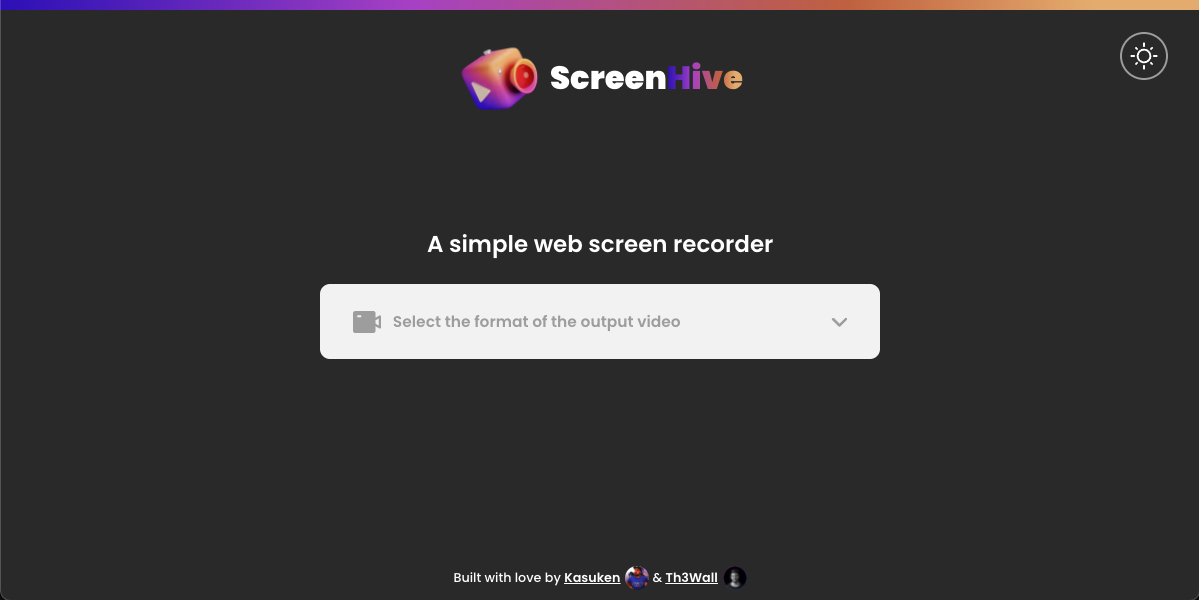 ScreenHive
A simple web screen recorder
Select the format of the output video
Built with love by Kasuken & Th3Wall